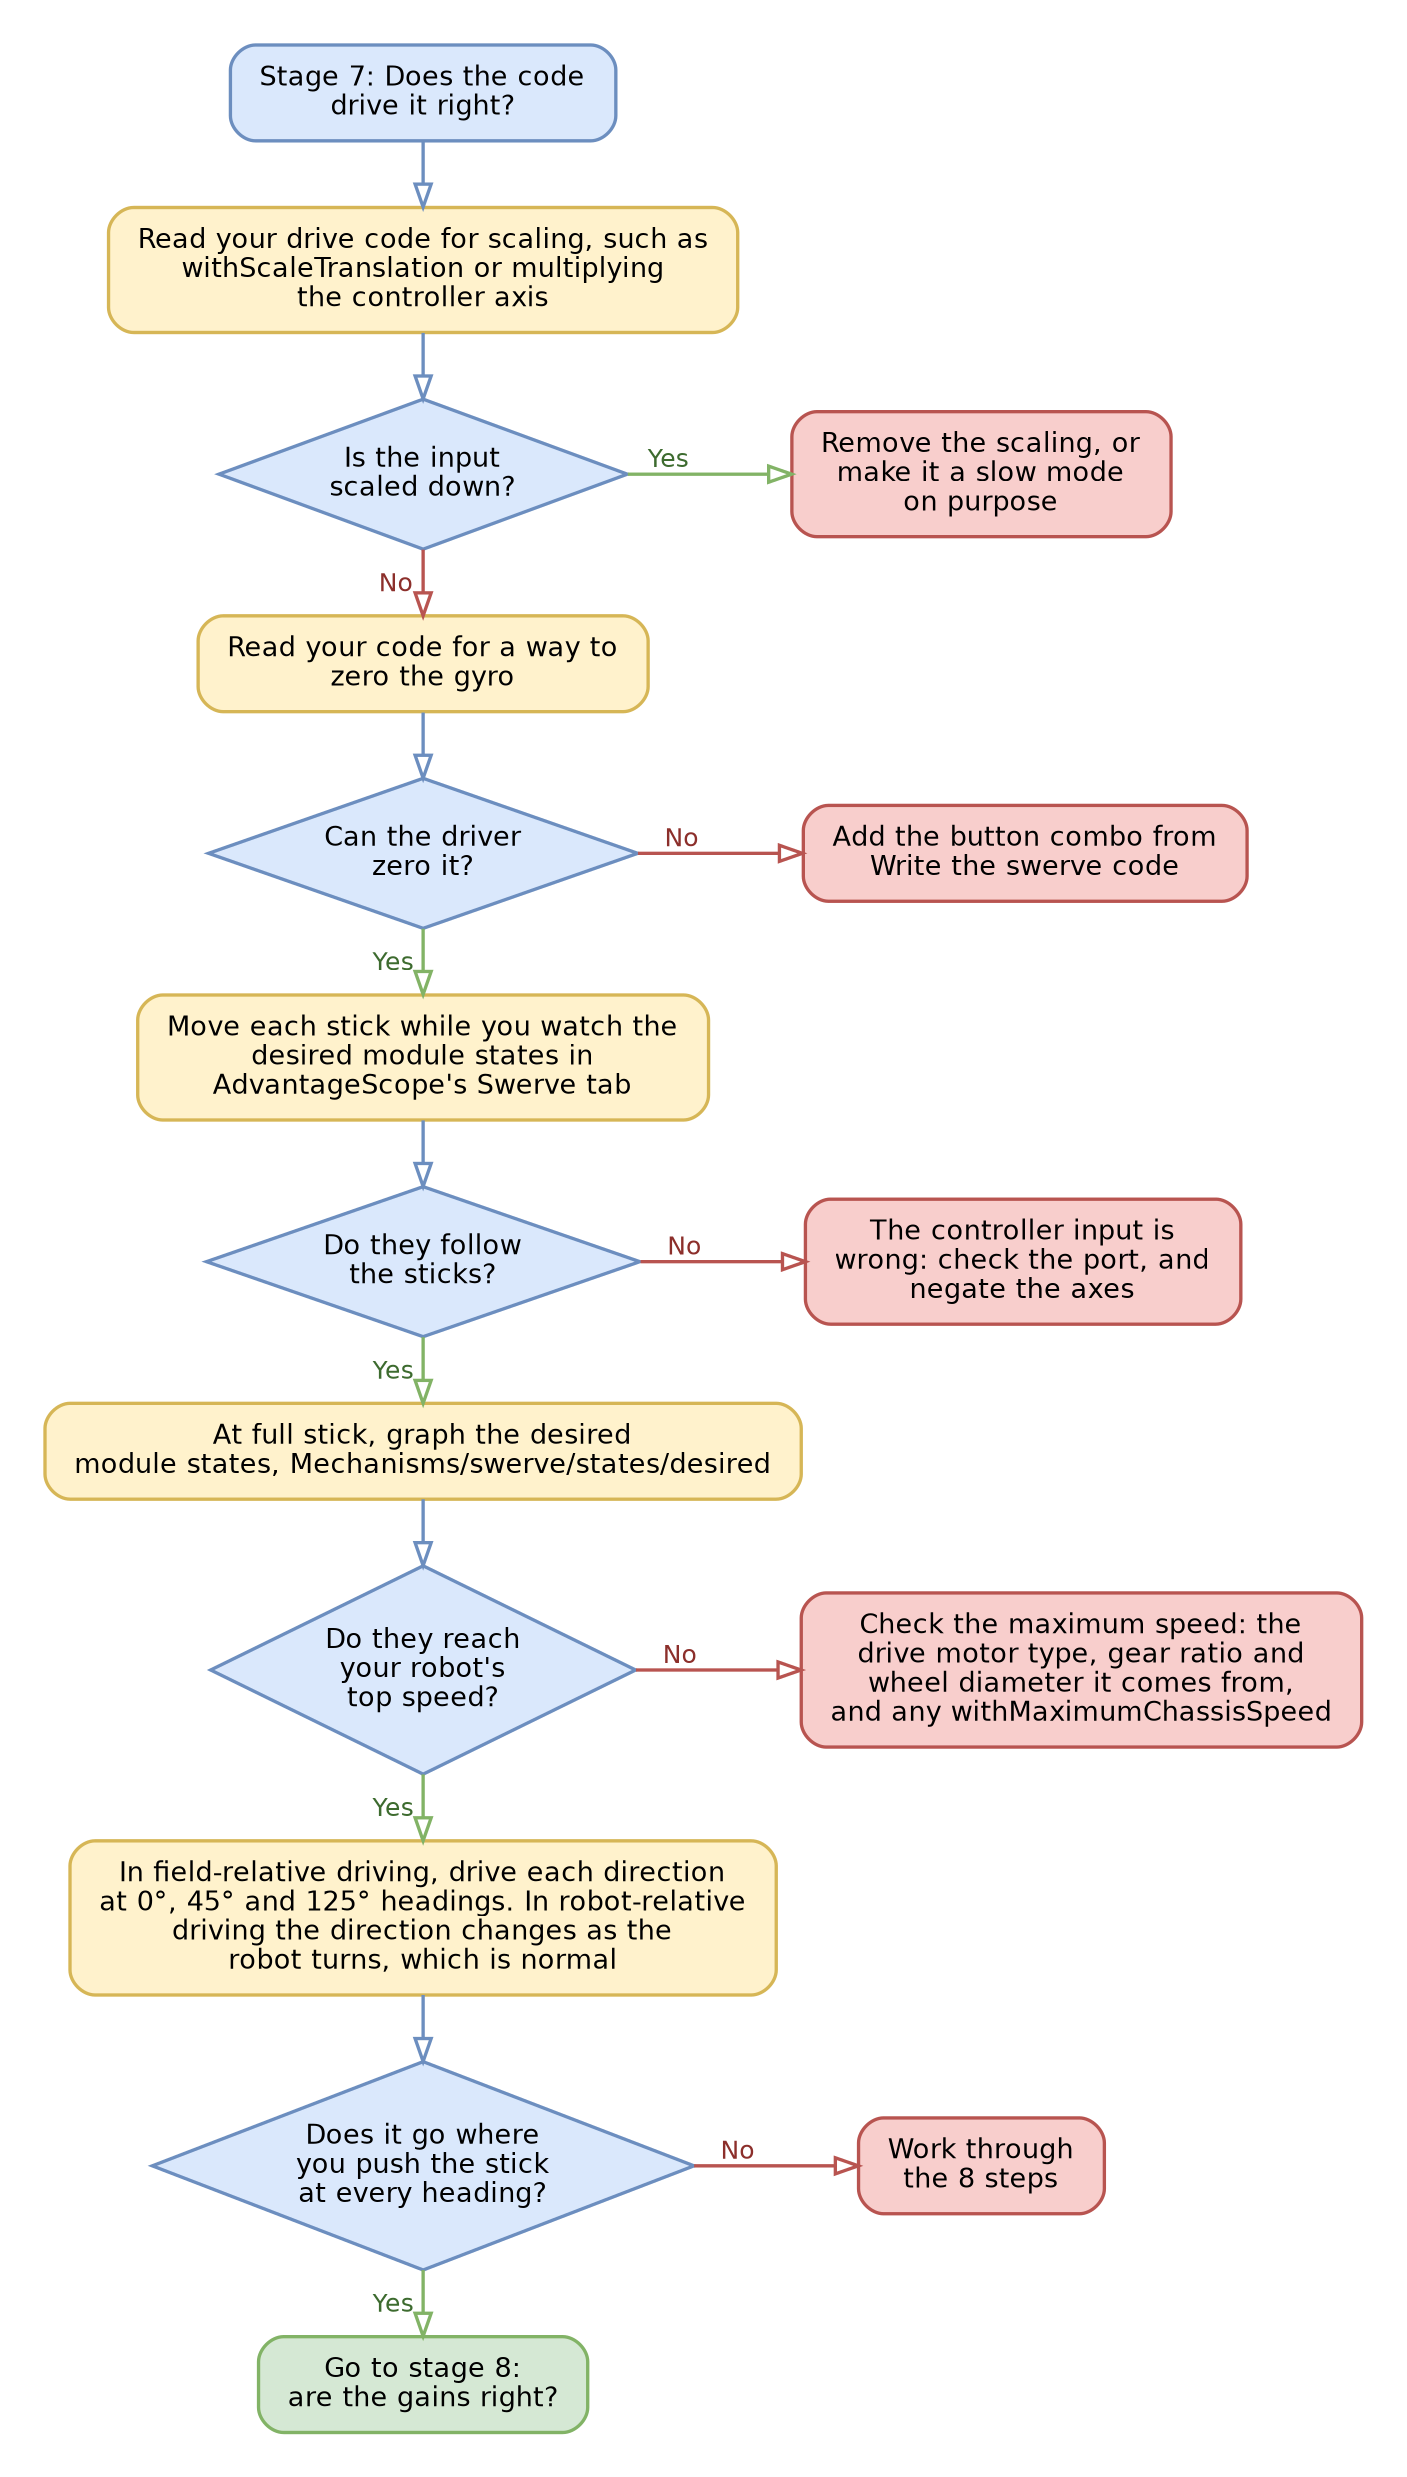 Stage 7: Does the code
drive it right?
Read your drive code for scaling, such as
withScaleTranslation or multiplying
the controller axis
Is the input
scaled down?
Yes
Remove the scaling, or
make it a slow mode
on purpose
No
Read your code for a way to
zero the gyro
Can the driver
zero it?
No
Add the button combo from
Write the swerve code
Yes
Move each stick while you watch the
desired module states in
AdvantageScope's Swerve tab
Do they follow
the sticks?
No
The controller input is
wrong: check the port, and
negate the axes
Yes
At full stick, graph the desired
module states, Mechanisms/swerve/states/desired
Do they reach
your robot's
top speed?
No
Check the maximum speed: the
drive motor type, gear ratio and
wheel diameter it comes from,
and any withMaximumChassisSpeed
Yes
In field-relative driving, drive each direction
at 0°, 45° and 125° headings. In robot-relative
driving the direction changes as the
robot turns, which is normal
Does it go where
you push the stick
at every heading?
No
Work through
the 8 steps
Yes
Go to stage 8:
are the gains right?